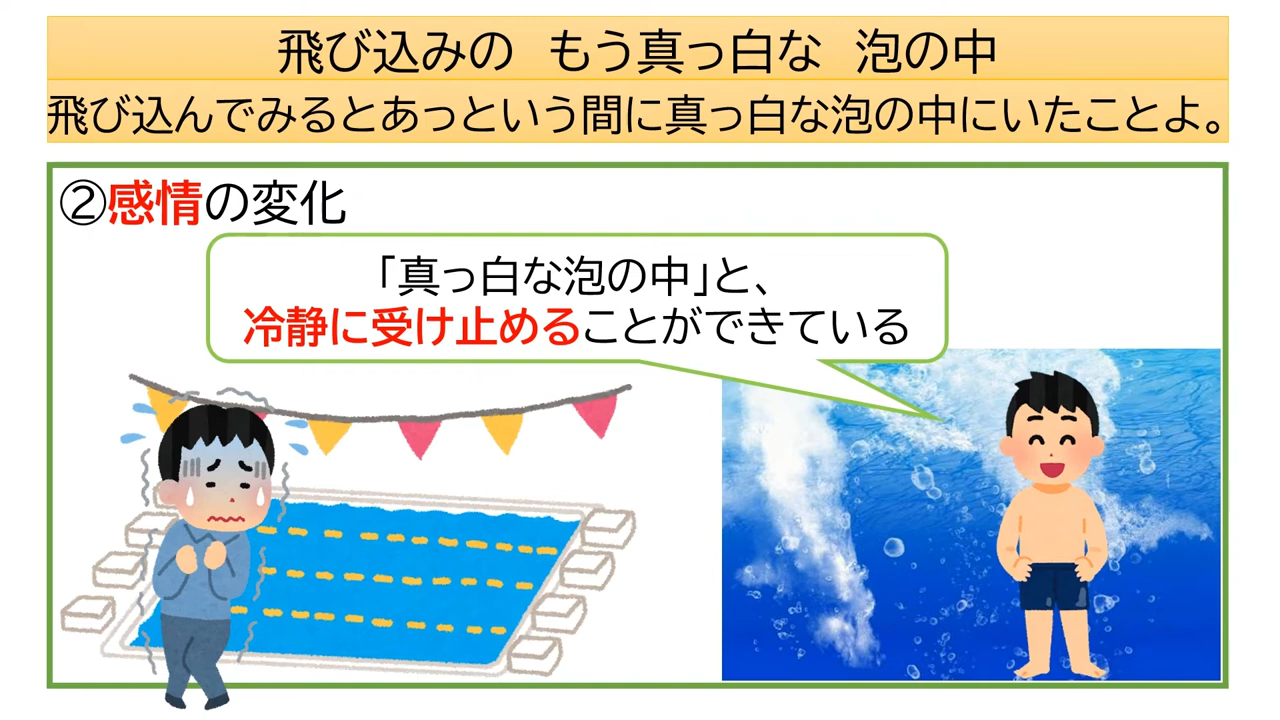 飛び込みの　もう真っ白な　泡の中
飛び込んでみるとあっという間に真っ白な泡の中にいたことよ。
②感情の変化
「真っ白な泡の中」と、
冷静に受け止めることができている